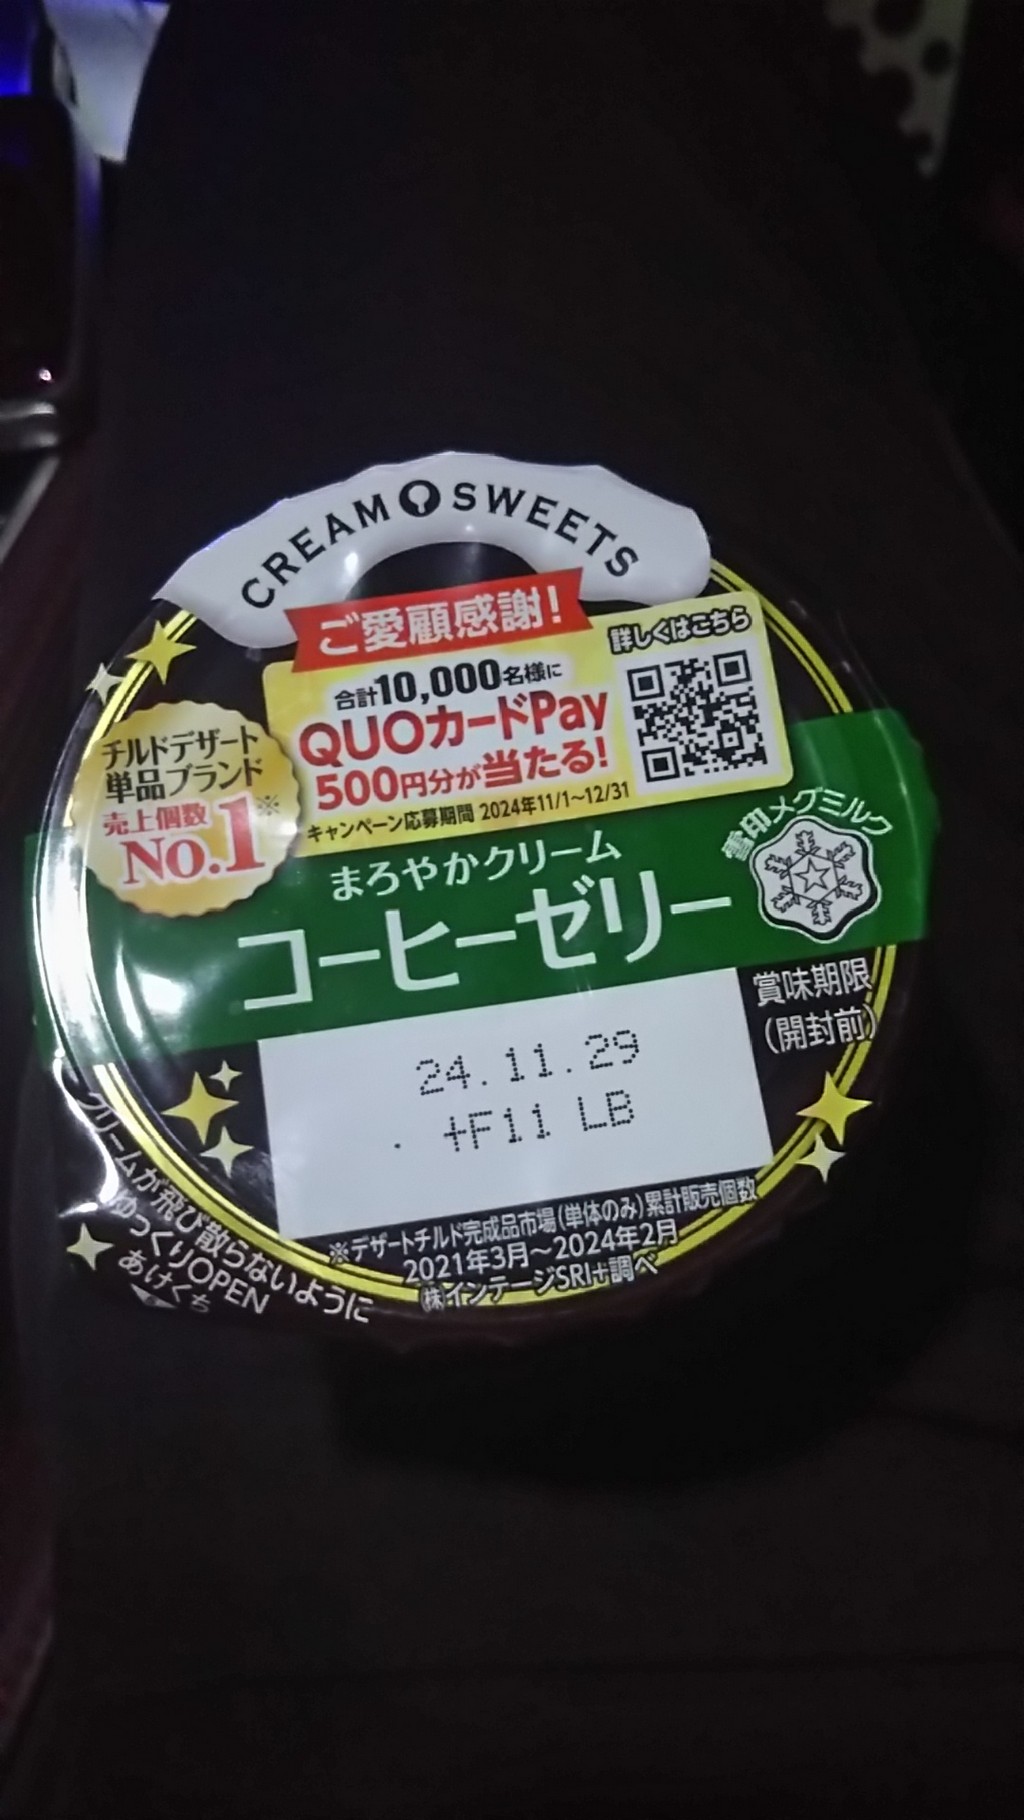 CREAM SWEETS
ご愛顧感謝!
詳しくはこちら
合計10,000名様に
QUOカードPay
500円分が当たる!
キャンペーン応募期間 2024年11/1～12/31
チルドデザート
単品ブランド
売上個数
No.1※
雪印メグミルク
まろやかクリーム
コーヒーゼリー
賞味期限
(開封前)
24.11.29
. +F11 LB
※デザートチルド完成品市場(単体のみ)累計販売個数
2021年3月～2024年2月
㈱インテージSRI+調べ
クリームが飛び散らないように
ゆっくりOPEN
あけくち